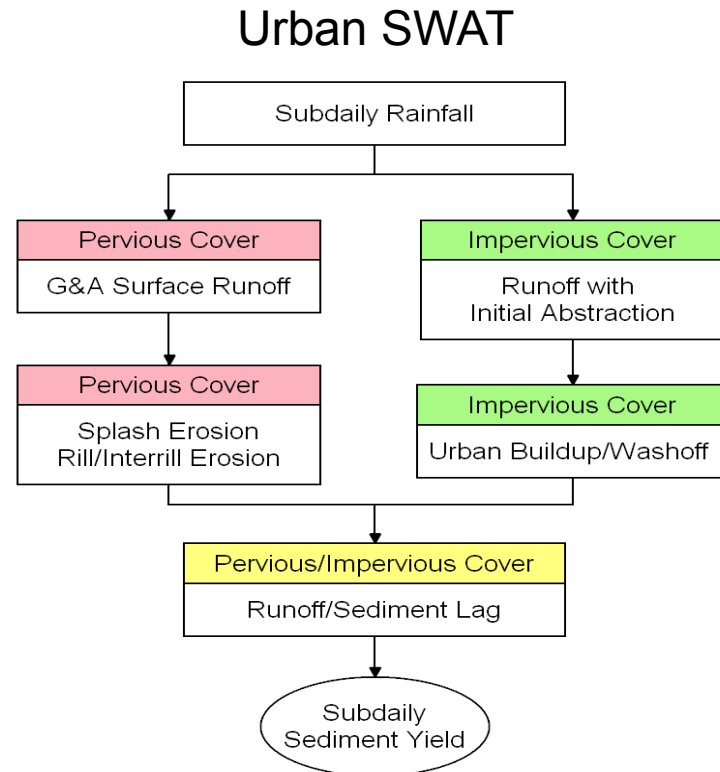 Urban SWAT
Subdaily Rainfall
Pervious Cover
G&A Surface Runoff
Impervious Cover
Runoff with
Initial Abstraction
Pervious Cover
Splash Erosion
Rill/Interrill Erosion
Impervious Cover
Urban Buildup/Washoff
Pervious/Impervious Cover
Runoff/Sediment Lag
Subdaily
Sediment Yield